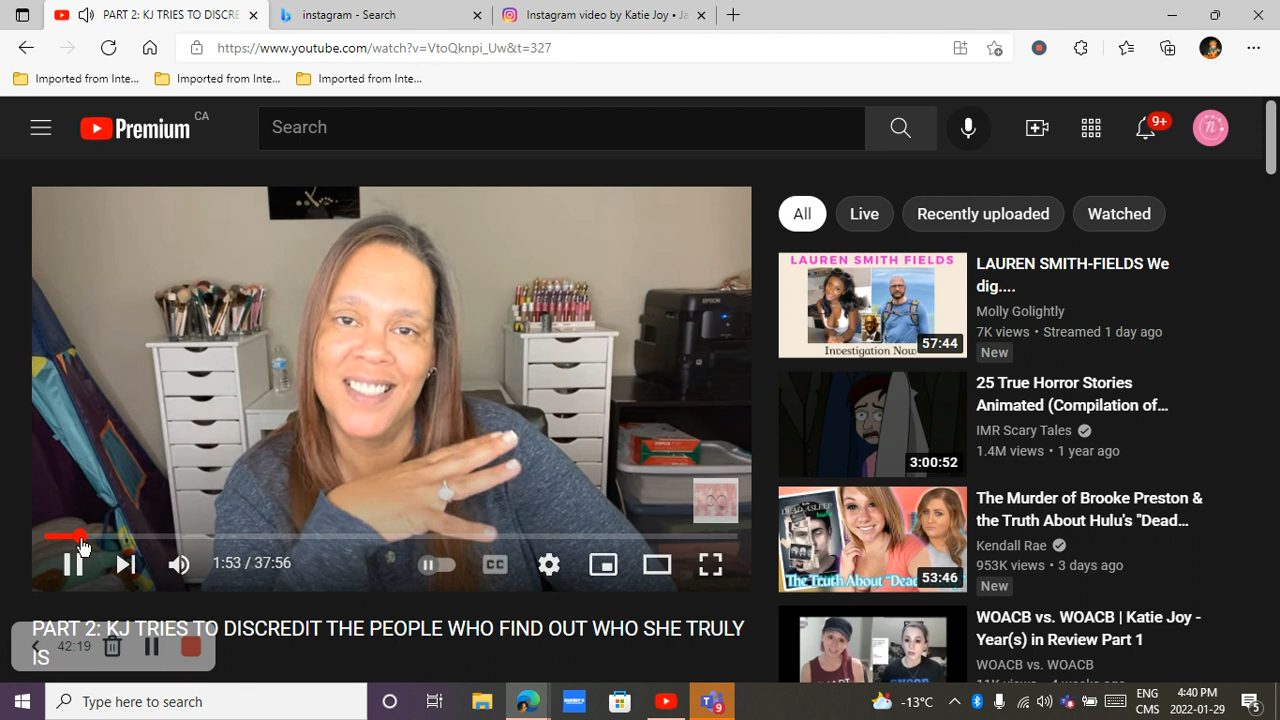 PART 2: KJ TRIES TO DISCRE
instagram - Search
Instagram video by Katie Joy • Ja
https://www.youtube.com/watch?v=VtoQknpi_Uw&t=327
Imported from Inte...
Imported from Inte...
Imported from Inte...
Premium
CA
Search
9+
All
Live
Recently uploaded
Watched
EPSON
LAUREN SMITH FIELDS
Investigation Now
57:44
LAUREN SMITH-FIELDS We
dig....
Molly Golightly
7K views • Streamed 1 day ago
New
3:00:52
25 True Horror Stories
Animated (Compilation of...
IMR Scary Tales
1.4M views • 1 year ago
DEAD ASLEEP
hulu
The Truth About "Dead
53:46
The Murder of Brooke Preston &
the Truth About Hulu's "Dead...
Kendall Rae
953K views • 3 days ago
New
WOACB vs. WOACB | Katie Joy -
Year(s) in Review Part 1
WOACB vs. WOACB
1:53 / 37:56
CC
PART 2: KJ TRIES TO DISCREDIT THE PEOPLE WHO FIND OUT WHO SHE TRULY
IS
42:19
Type here to search
9
-13°C
ENG
CMS
4:40 PM
2022-01-29
5